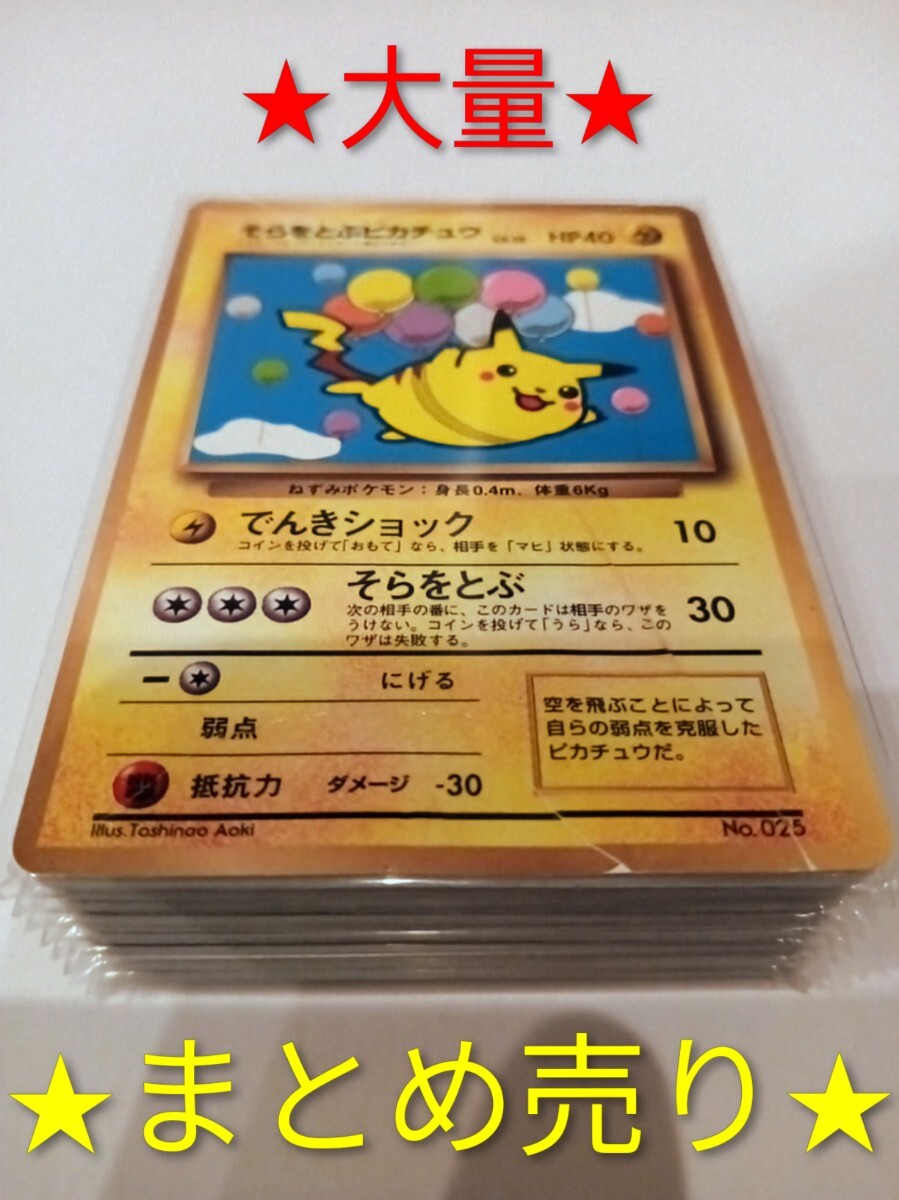 ★大量★
そらをとぶピカチュウ HP40
ねずみポケモン：身長0.4m、体重6Kg
でんきショック 10
コインを投げて「おもて」なら、相手を「マヒ」状態にする。
そらをとぶ 30
次の相手の番に、このカードは相手のワザを
うけない。コインを投げて「うら」なら、この
ワザは失敗する。
にげる
弱点
抵抗力 ダメージ -30
空を飛ぶことによって
自らの弱点を克服した
ピカチュウだ。
Illus.Toshinao Aoki
No.025
★まとめ売り★